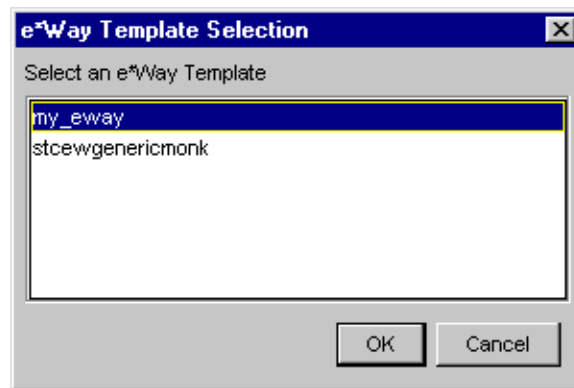 e*Way Template Selection
Select an e*Way Template
my_eway
stcewgenericmonk
OK Cancel